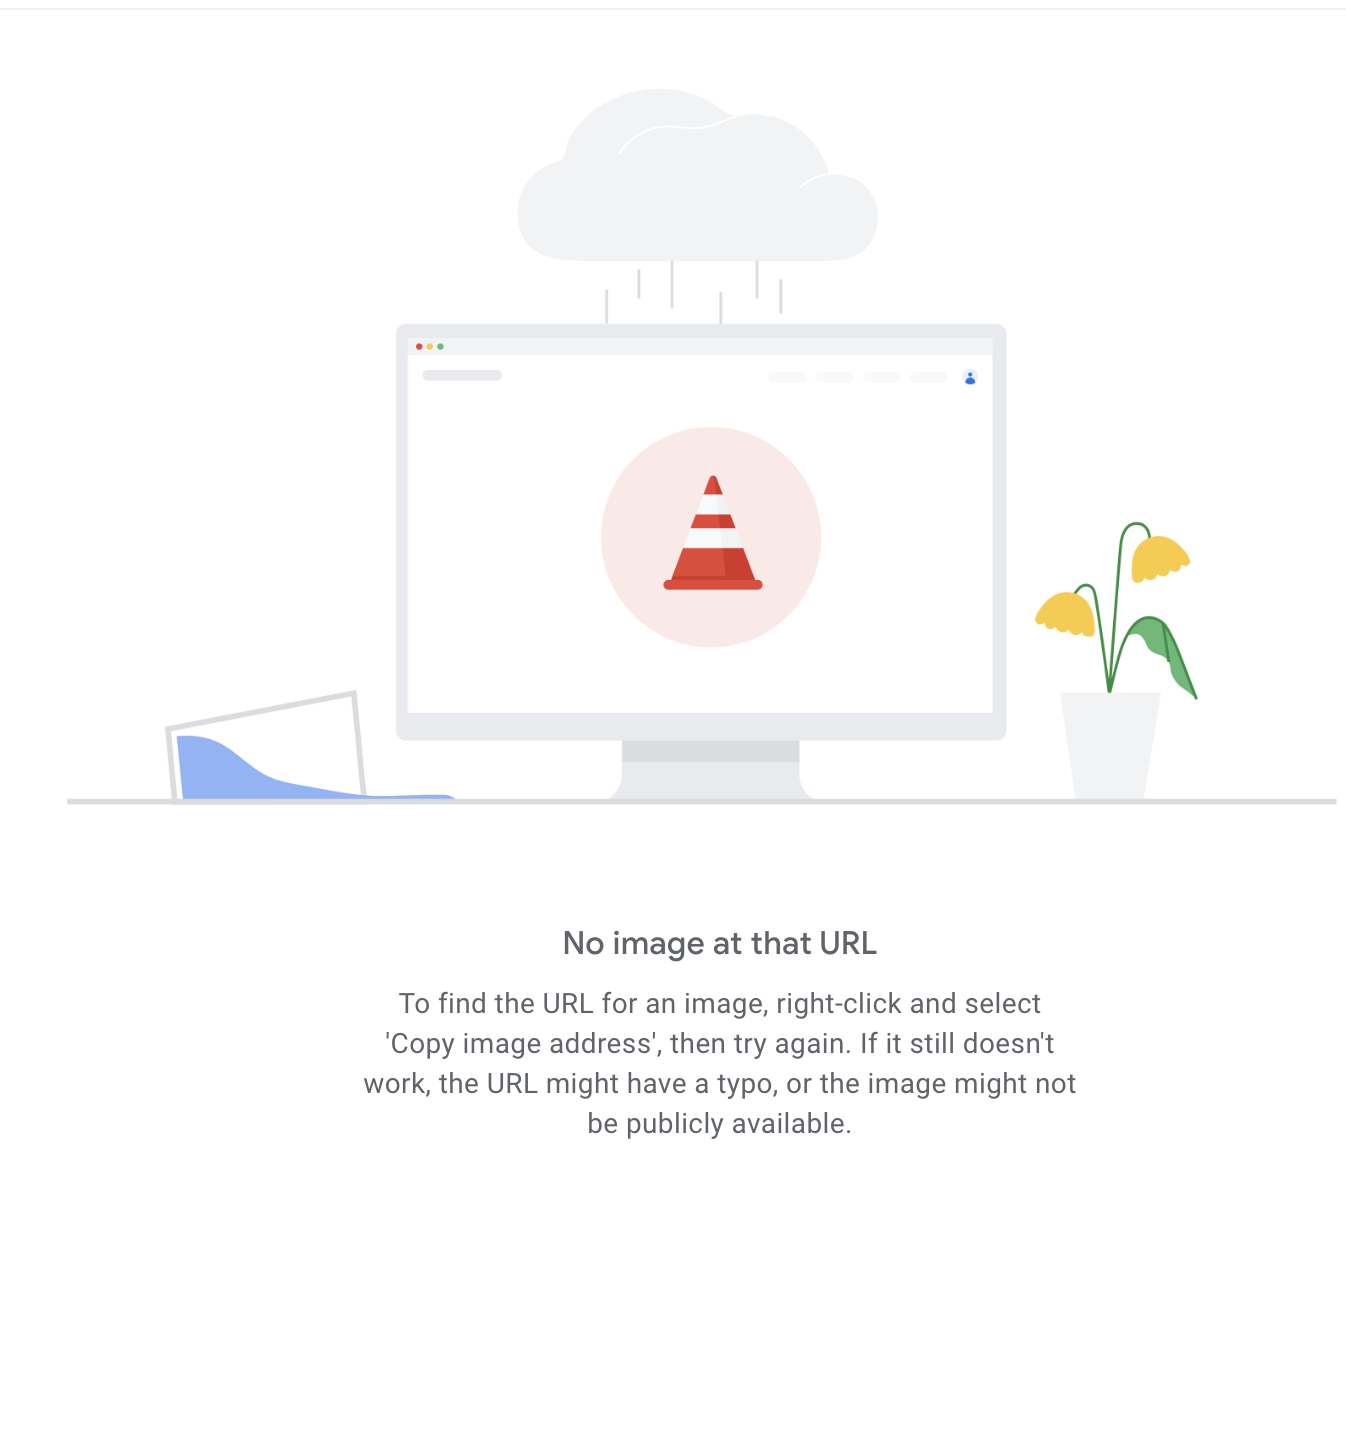 No image at that URL
To find the URL for an image, right-click and select
'Copy image address', then try again. If it still doesn't
work, the URL might have a typo, or the image might not
be publicly available.